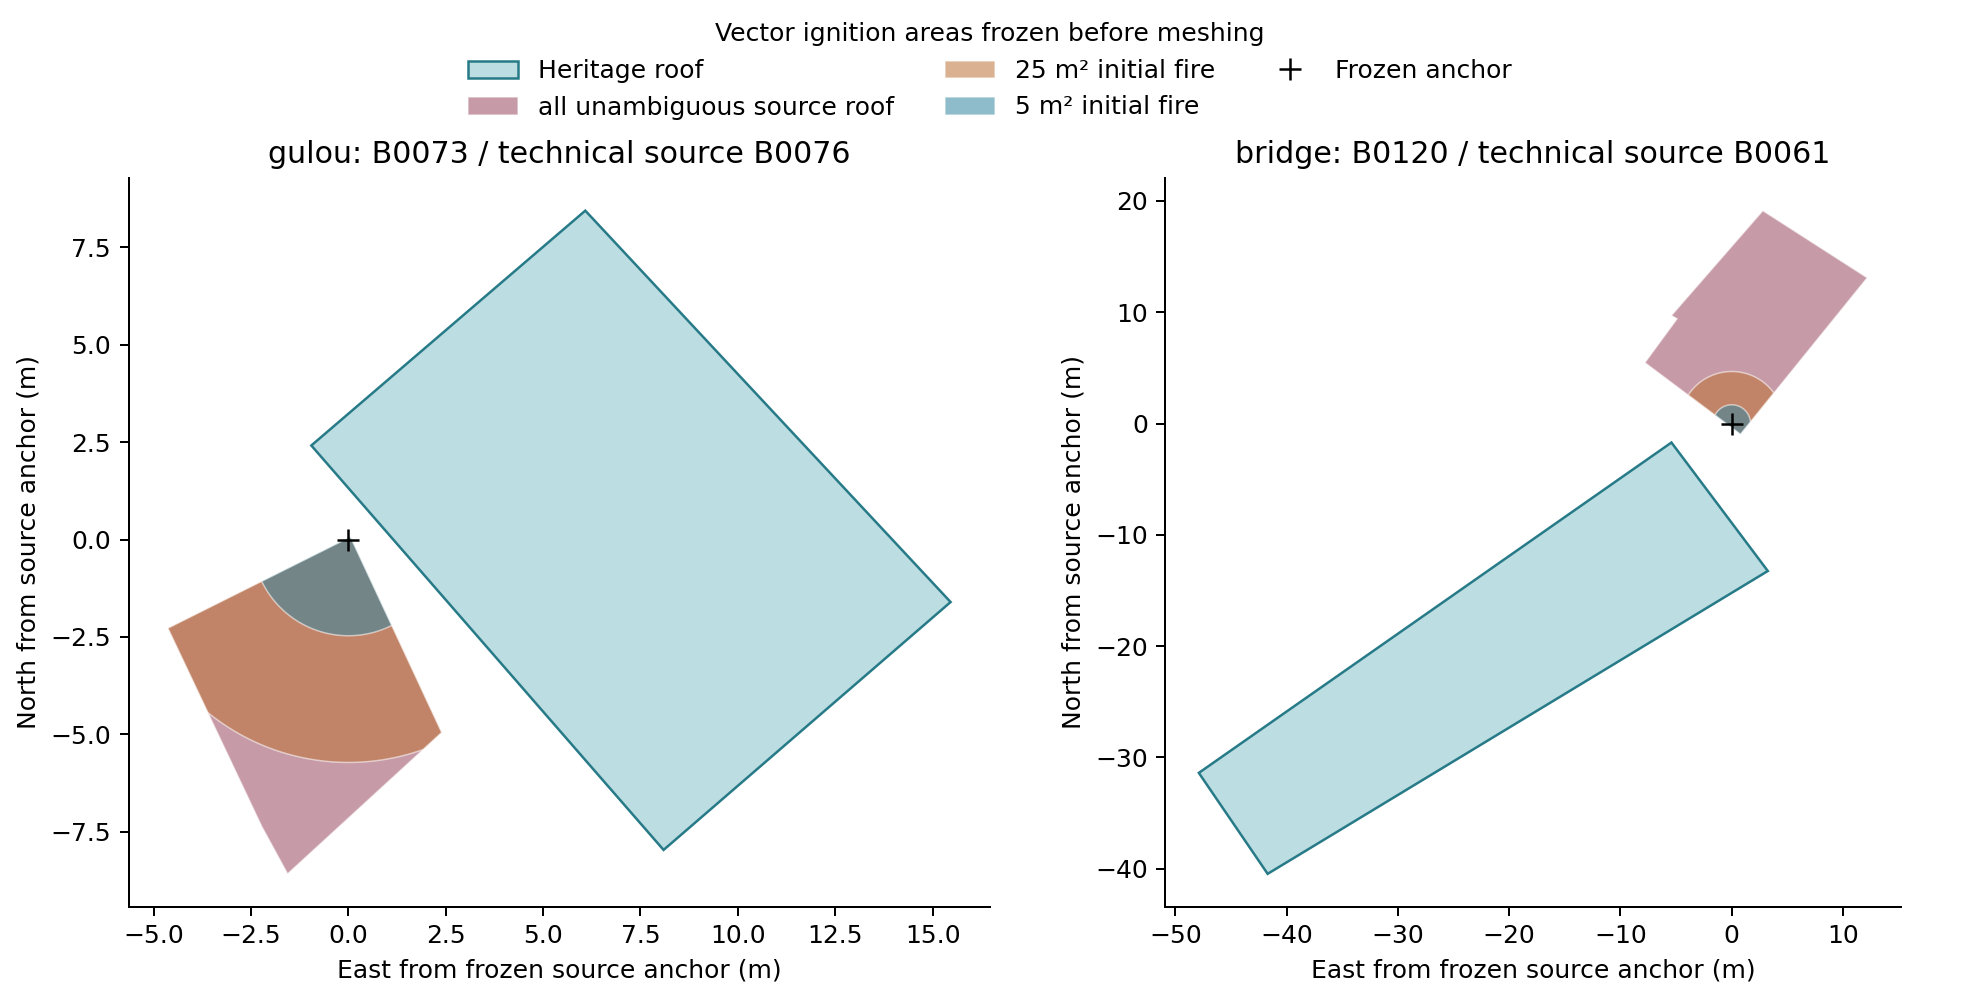 Vector ignition areas frozen before meshing
Heritage roof
all unambiguous source roof
25 m² initial fire
5 m² initial fire
Frozen anchor
gulou: B0073 / technical source B0076
7.5
5.0
2.5
0.0
−2.5
−5.0
−7.5
North from source anchor (m)
−5.0 −2.5 0.0 2.5 5.0 7.5 10.0 12.5 15.0
East from frozen source anchor (m)
bridge: B0120 / technical source B0061
20
10
0
−10
−20
−30
−40
North from source anchor (m)
−50 −40 −30 −20 −10 0 10
East from frozen source anchor (m)